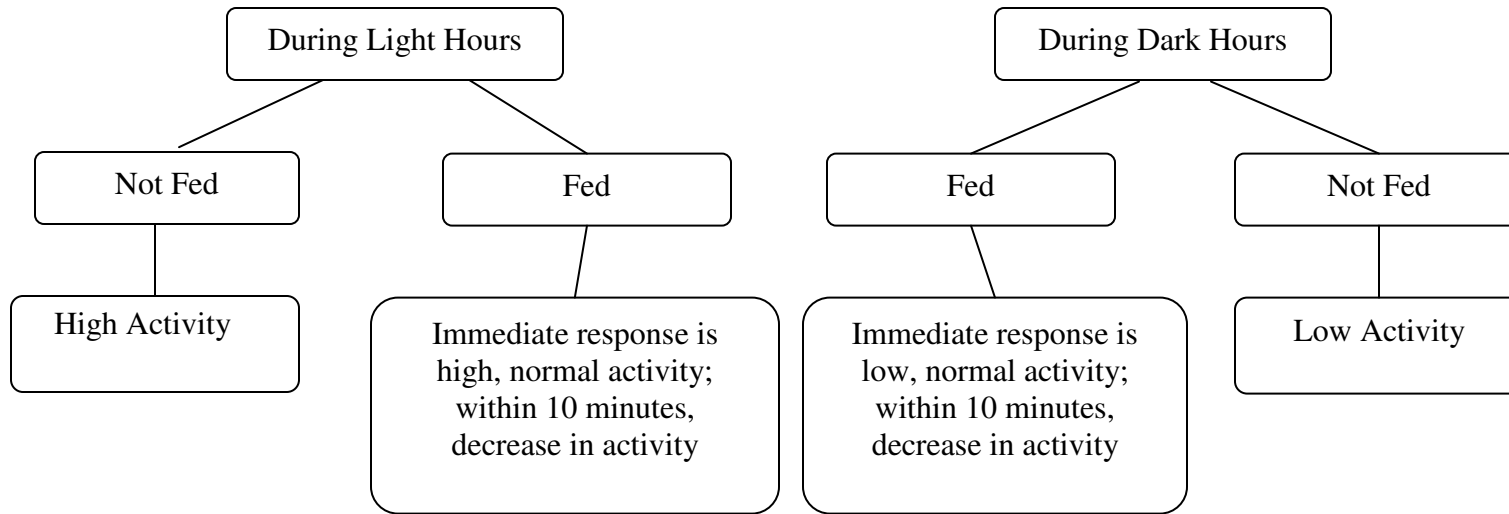 During Light Hours
During Dark Hours
Not Fed
Fed
Fed
Not Fed
High Activity
Immediate response is
high, normal activity;
within 10 minutes,
decrease in activity
Immediate response is
low, normal activity;
within 10 minutes,
decrease in activity
Low Activity